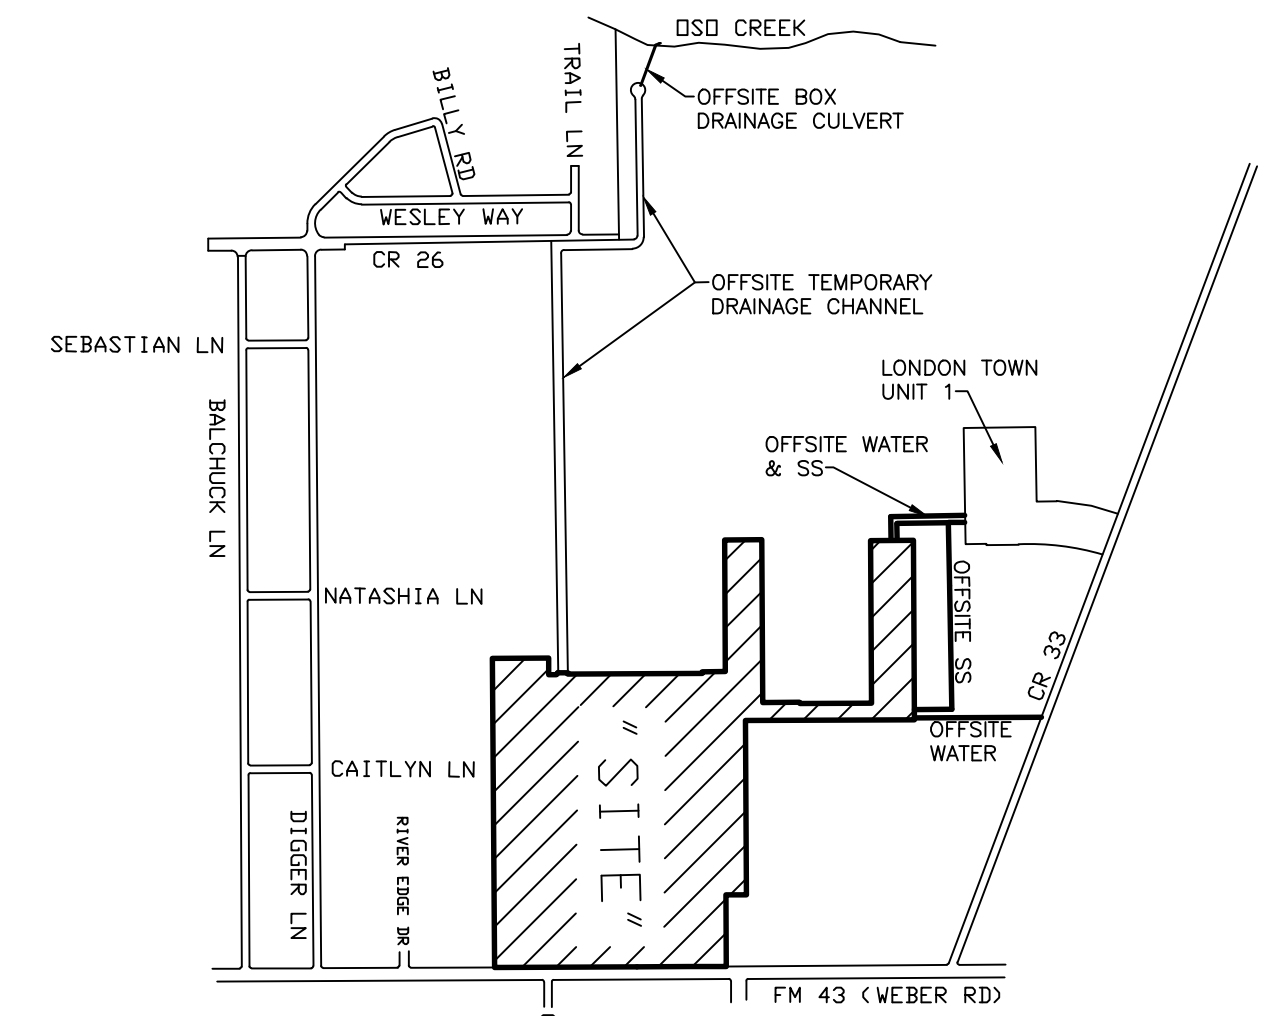 OSO CREEK
TRAIL LN
BILLY RD
OFFSITE BOX
DRAINAGE CULVERT
WESLEY WAY
CR 26
OFFSITE TEMPORARY
DRAINAGE CHANNEL
SEBASTIAN LN
LONDON TOWN
UNIT 1
BALCHUCK LN
OFFSITE WATER
& SS
NATASHIA LN
OFFSITE SS
CR 33
OFFSITE
WATER
"SITE"
CAITLYN LN
DIGGER LN
RIVER EDGE DR
FM 43 (WEBER RD)